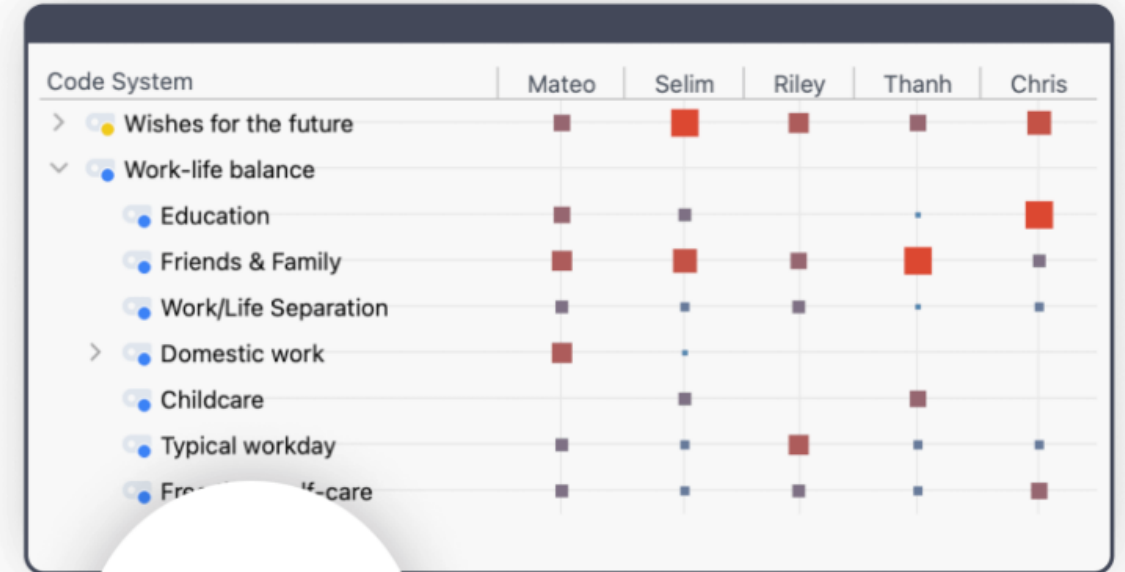 Code System Mateo Selim Riley Thanh Chris
Wishes for the future
Work-life balance
Education
Friends & Family
Work/Life Separation
Domestic work
Childcare
Typical workday